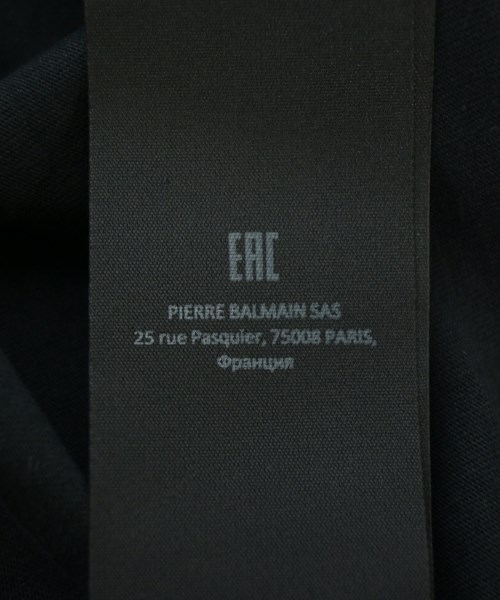 EAC
PIERRE BALMAIN SAS
25 rue Pasquier, 75008 PARIS,
Франция